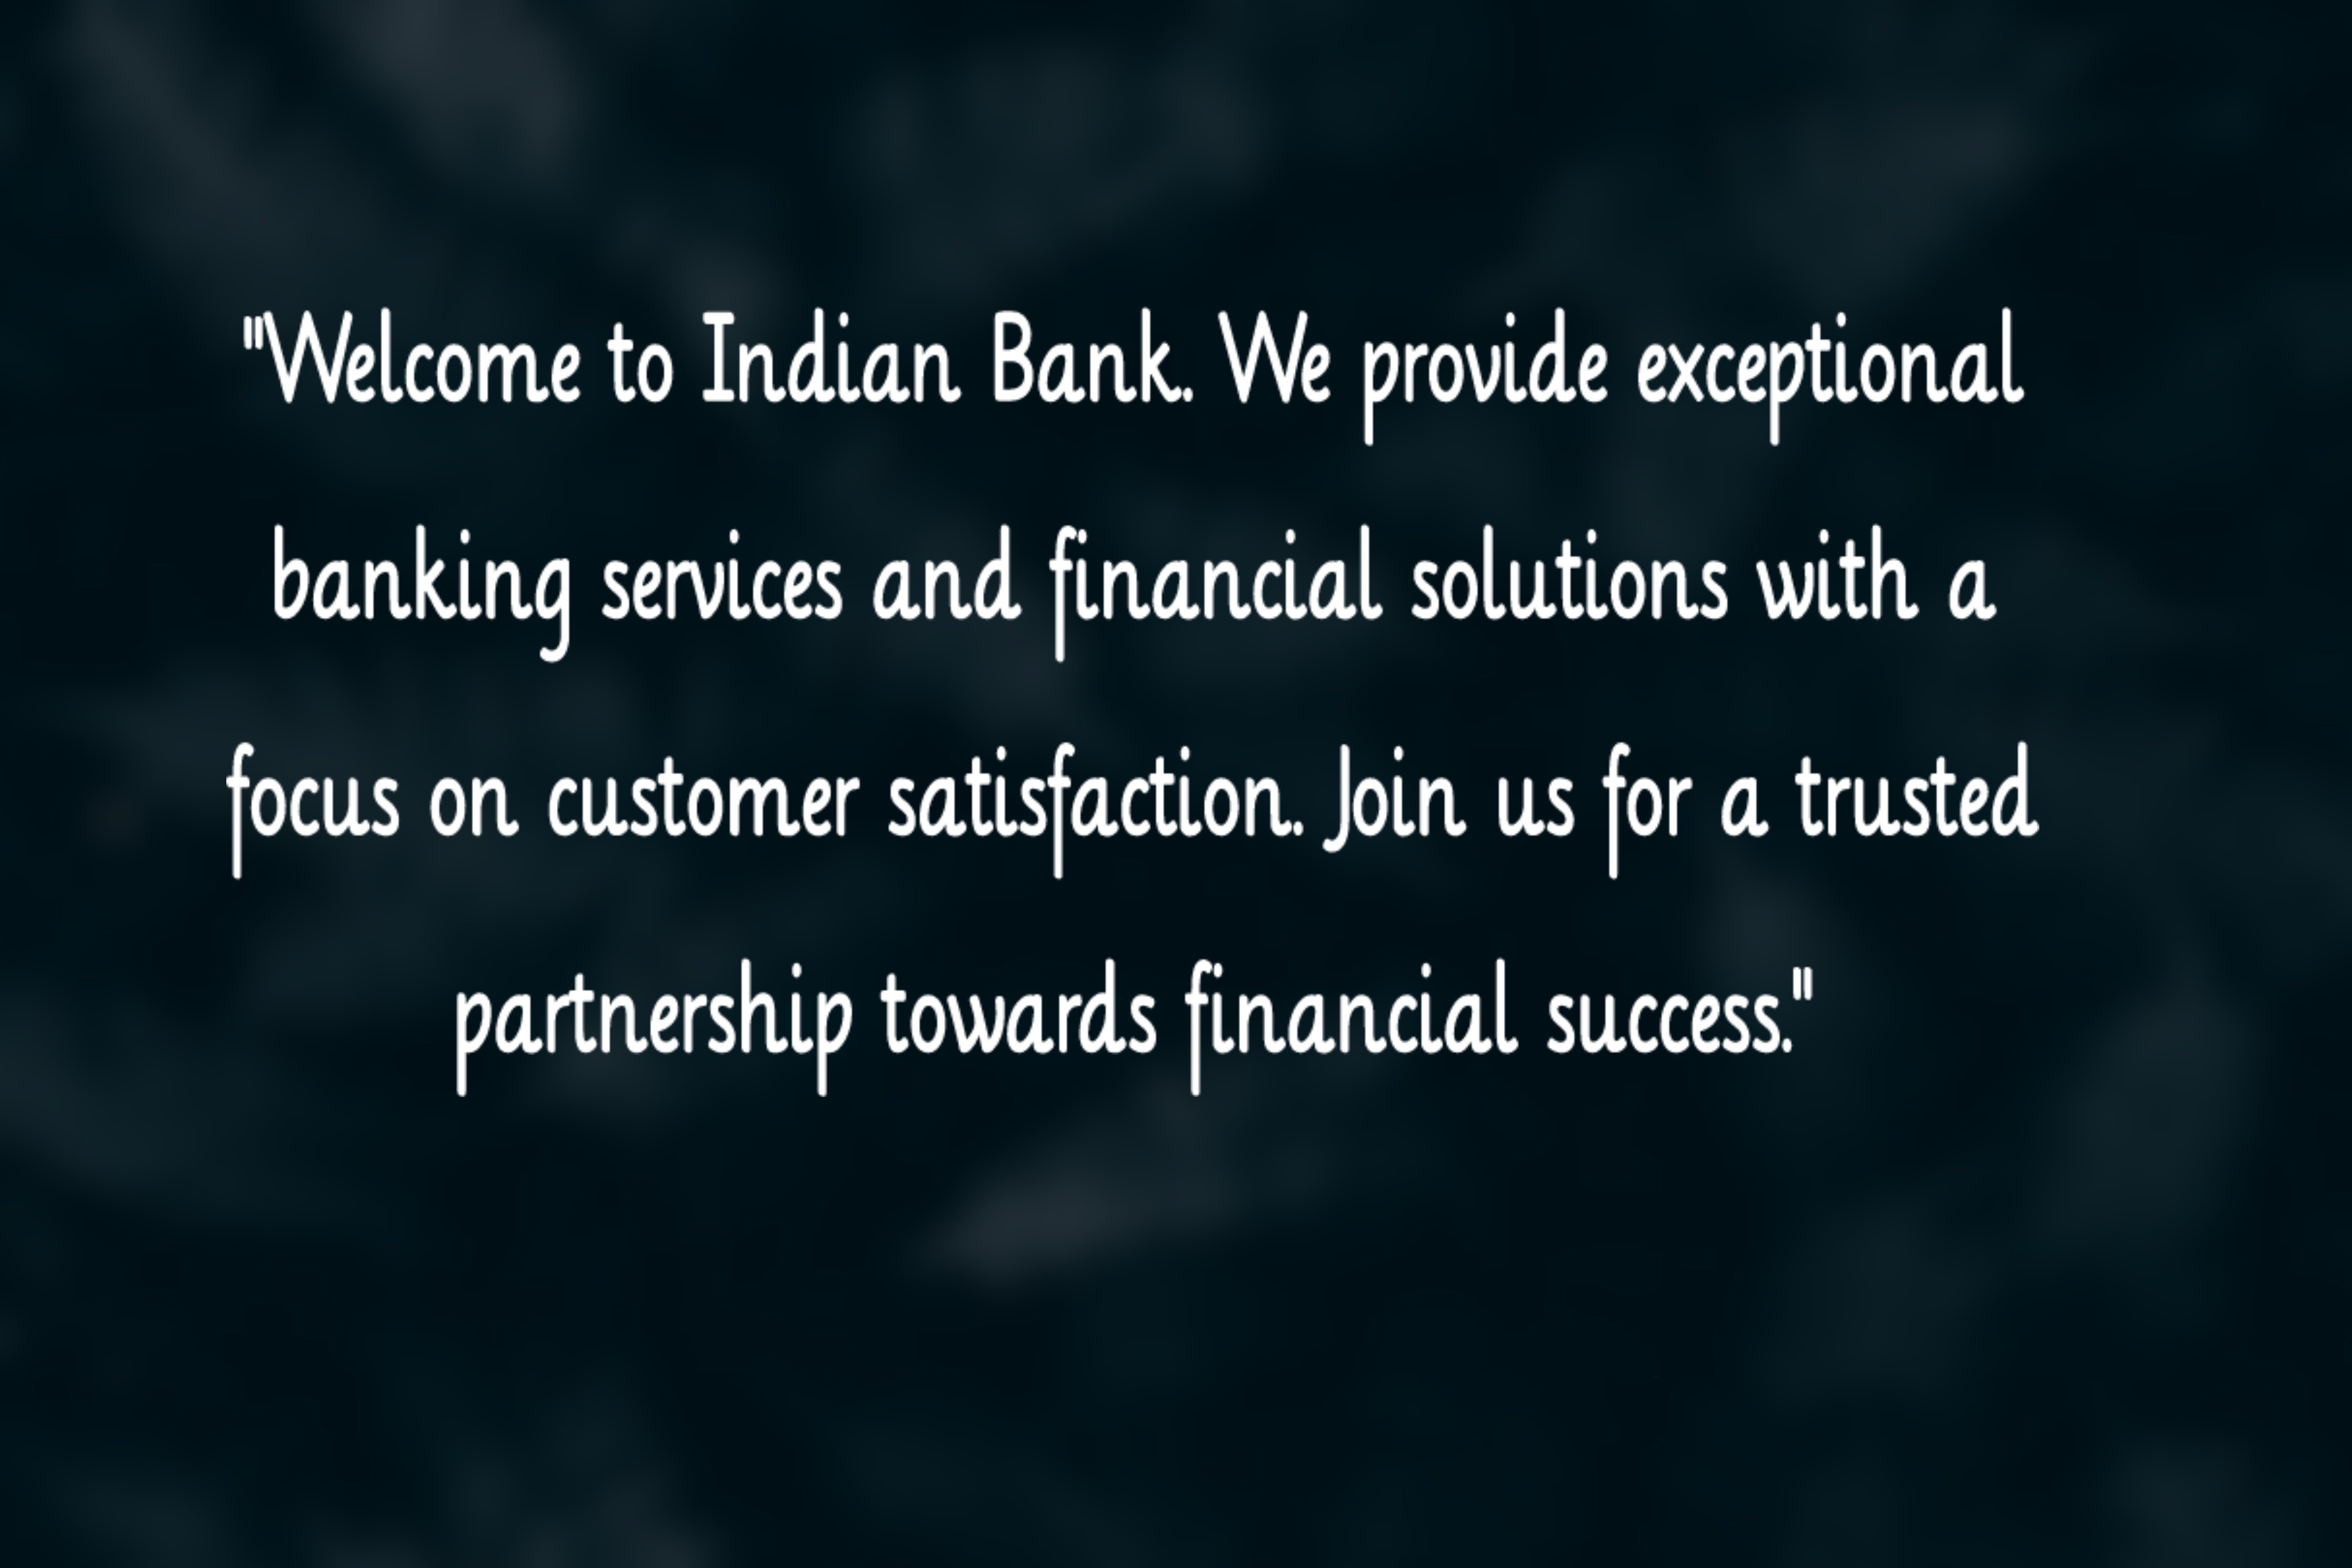 "Welcome to Indian Bank. We provide exceptional
banking services and financial solutions with a
focus on customer satisfaction. Join us for a trusted
partnership towards financial success."